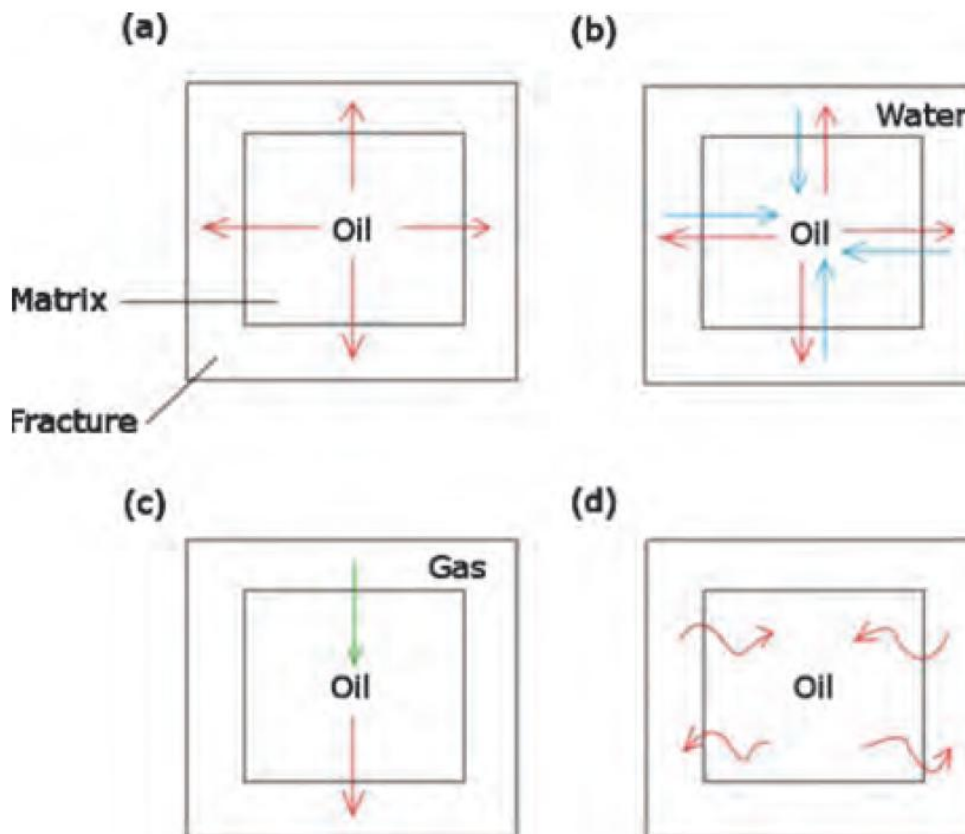 (a)
(b)
Water
Oil
Oil
Matrix
Fracture
(c)
(d)
Gas
Oil
Oil